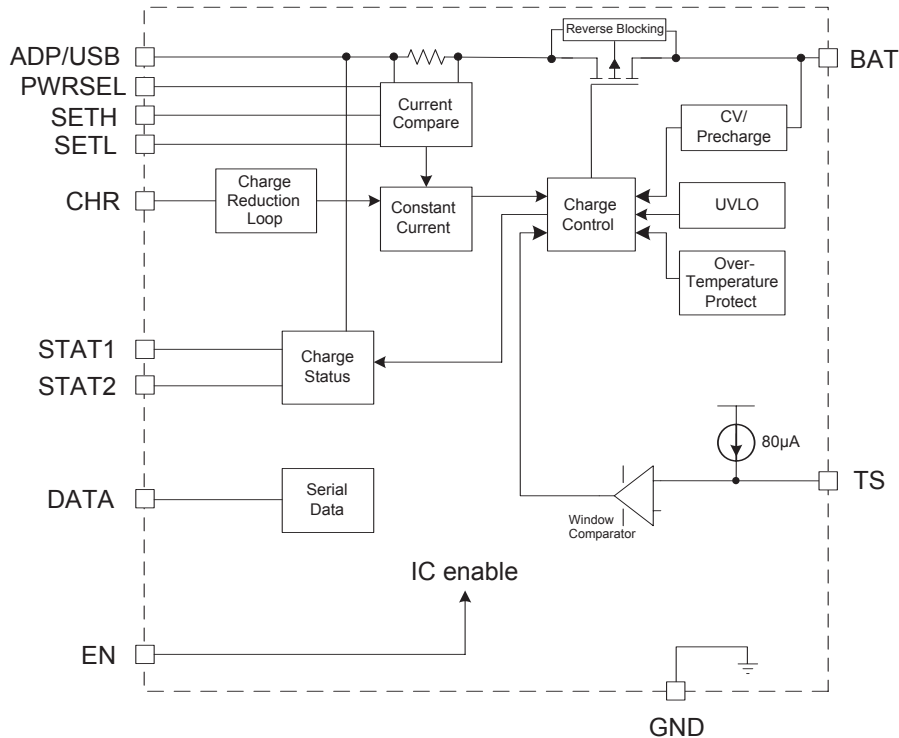 Reverse Blocking
ADP/USB
BAT
PWRSEL
SETH
SETL
Current
Compare
CV/
Precharge
CHR
Charge
Reduction
Loop
Constant
Current
Charge
Control
UVLO
Over-
Temperature
Protect
STAT1
STAT2
Charge
Status
80µA
TS
DATA
Serial
Data
Window
Comparator
IC enable
EN
GND